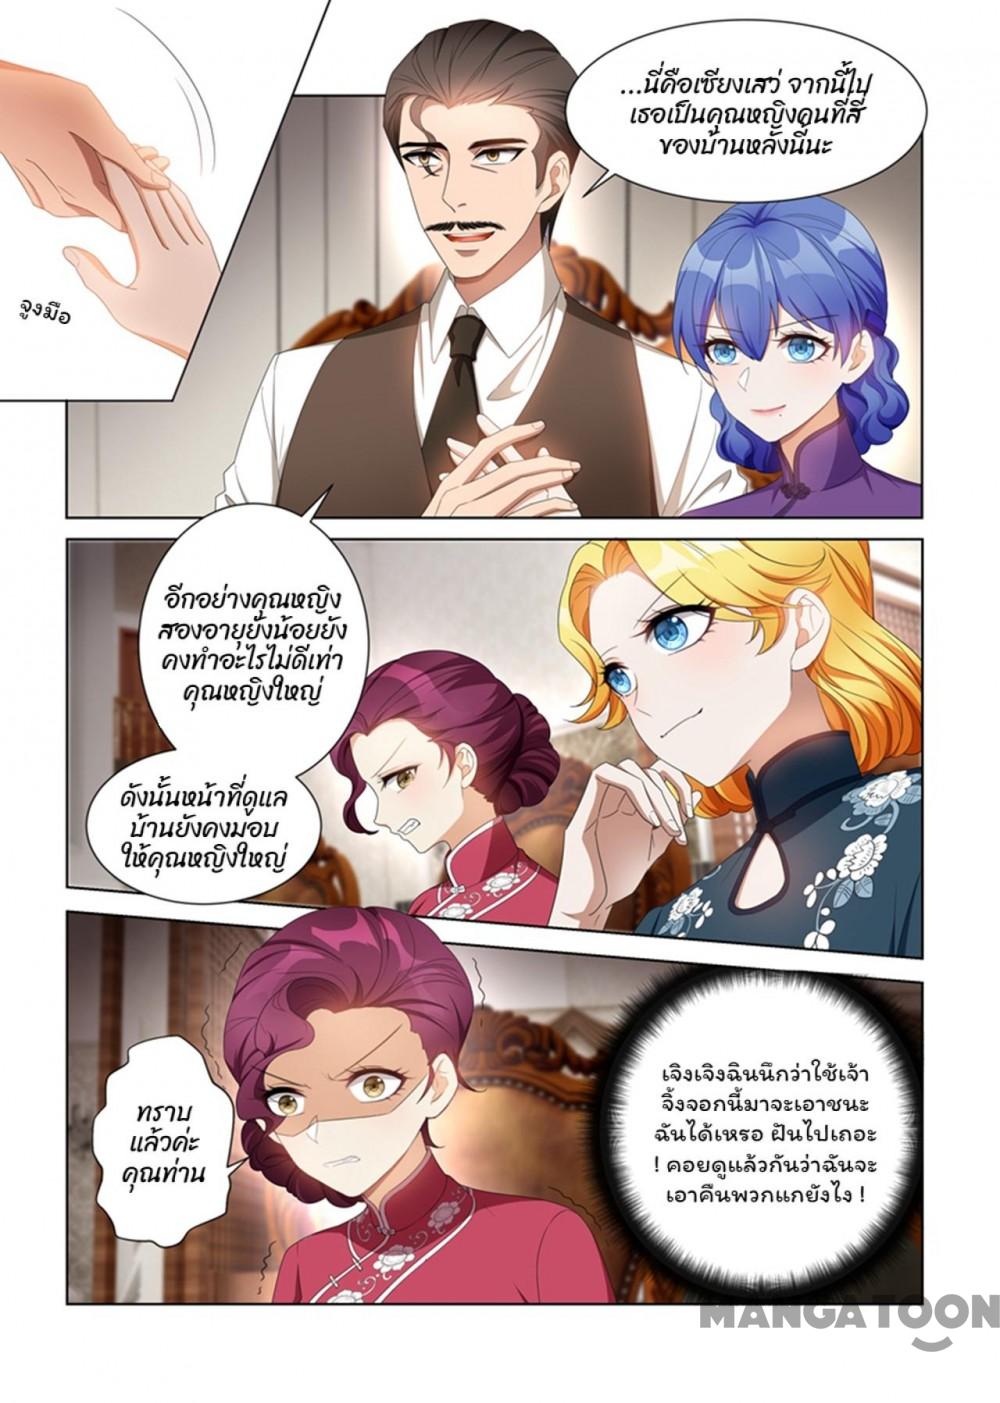 ...นี่คือเซียงเสว่ จากนี้ไป
เธอเป็นคุณหญิงคนที่สี่
ของบ้านหลังนี้นะ
จูงมือ
อีกอย่างคุณหญิง
สองอายุยังน้อยยัง
คงทำอะไรไม่ดีเท่า
คุณหญิงใหญ่
ดังนั้นหน้าที่ดูแล
บ้านยังคงมอบ
ให้คุณหญิงใหญ่
ทราบ
แล้วค่ะ
คุณท่าน
เจิงเจิงฉินนึกว่าใช้เจ้า
จิ้งจอกนี้มาจะเอาชนะ
ฉันได้เหรอ ฝันไปเถอะ
! คอยดูแล้วกันว่าฉันจะ
เอาคืนพวกแกยังไง !
MANGATOON